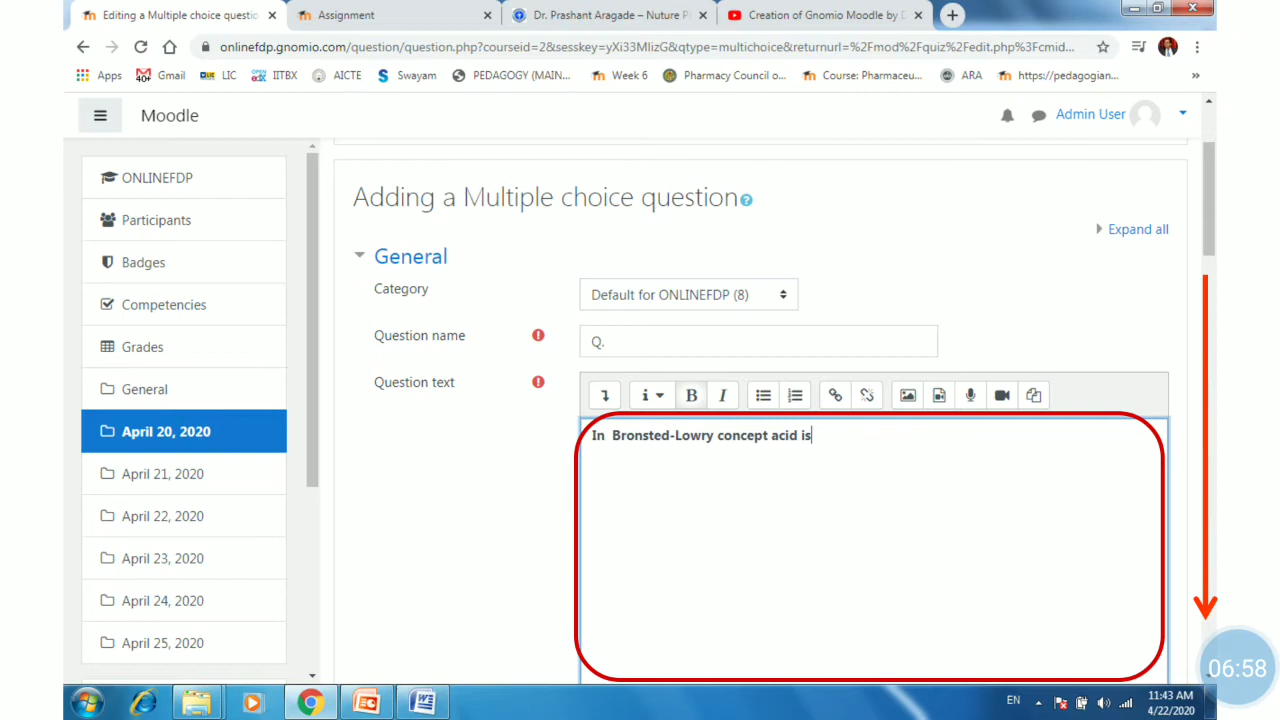 Editing a Multiple choice questio
Assignment
Dr. Prashant Aragade – Nuture P
Creation of Gnomio Moodle by D
onlinefdp.gnomio.com/question/question.php?courseid=2&sesskey=yXi33MlizG&qtype=multichoice&returnurl=%2Fmod%2Fquiz%2Fedit.php%3Fcmid...
Apps
40+
Gmail
LIC
IITBX
AICTE
Swayam
PEDAGOGY (MAIN...
Week 6
Pharmacy Council o...
Course: Pharmaceu...
ARA
https://pedagogian...
Moodle
Admin User
ONLINEFDP
Participants
Badges
Competencies
Grades
General
April 20, 2020
April 21, 2020
April 22, 2020
April 23, 2020
April 24, 2020
April 25, 2020
Adding a Multiple choice question
Expand all
General
Category
Default for ONLINEFDP (8)
Question name
Q.
Question text
B I
In Bronsted-Lowry concept acid is
06:58
EN
11:43 AM
4/22/2020